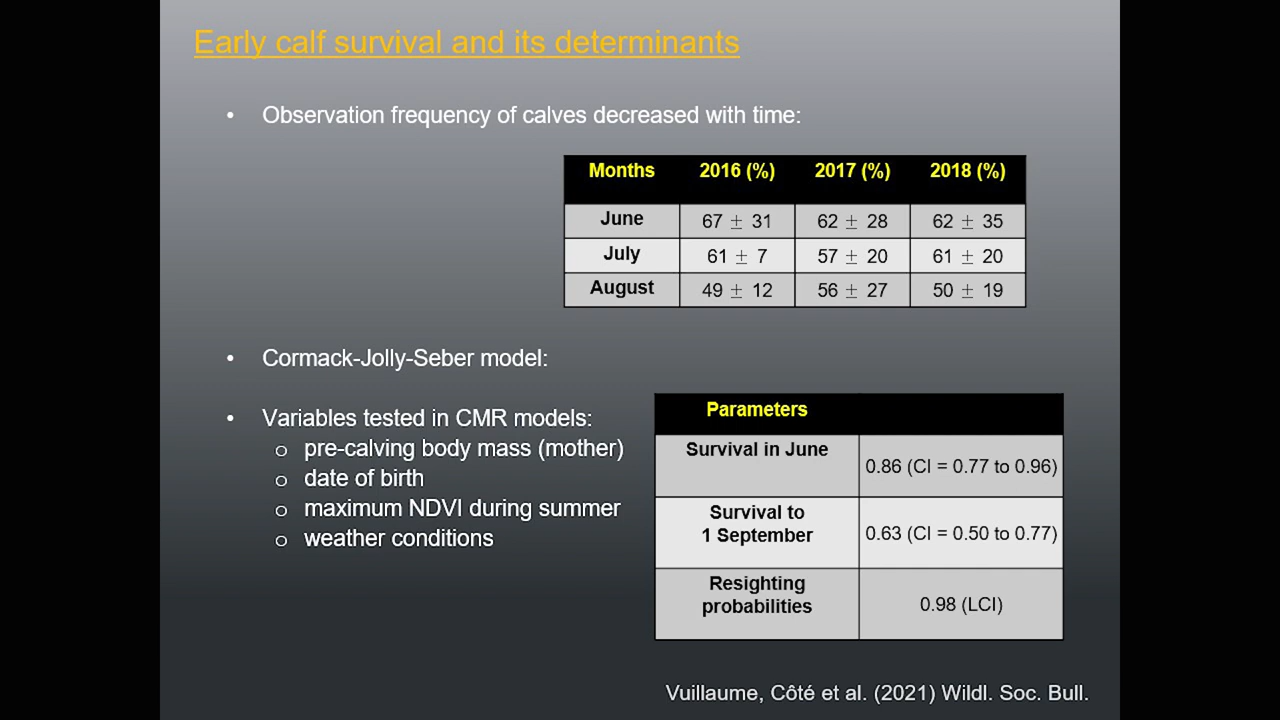 Early calf survival and its determinants
• Observation frequency of calves decreased with time:
Months 2016 (%) 2017 (%) 2018 (%)
June 67 ± 31 62 ± 28 62 ± 35
July 61 ± 7 57 ± 20 61 ± 20
August 49 ± 12 56 ± 27 50 ± 19
• Cormack-Jolly-Seber model:
• Variables tested in CMR models:
o pre-calving body mass (mother)
o date of birth
o maximum NDVI during summer
o weather conditions
Parameters
Survival in June 0.86 (CI = 0.77 to 0.96)
Survival to
1 September 0.63 (CI = 0.50 to 0.77)
Resighting
probabilities 0.98 (LCI)
Vuillaume, Côté et al. (2021) Wildl. Soc. Bull.